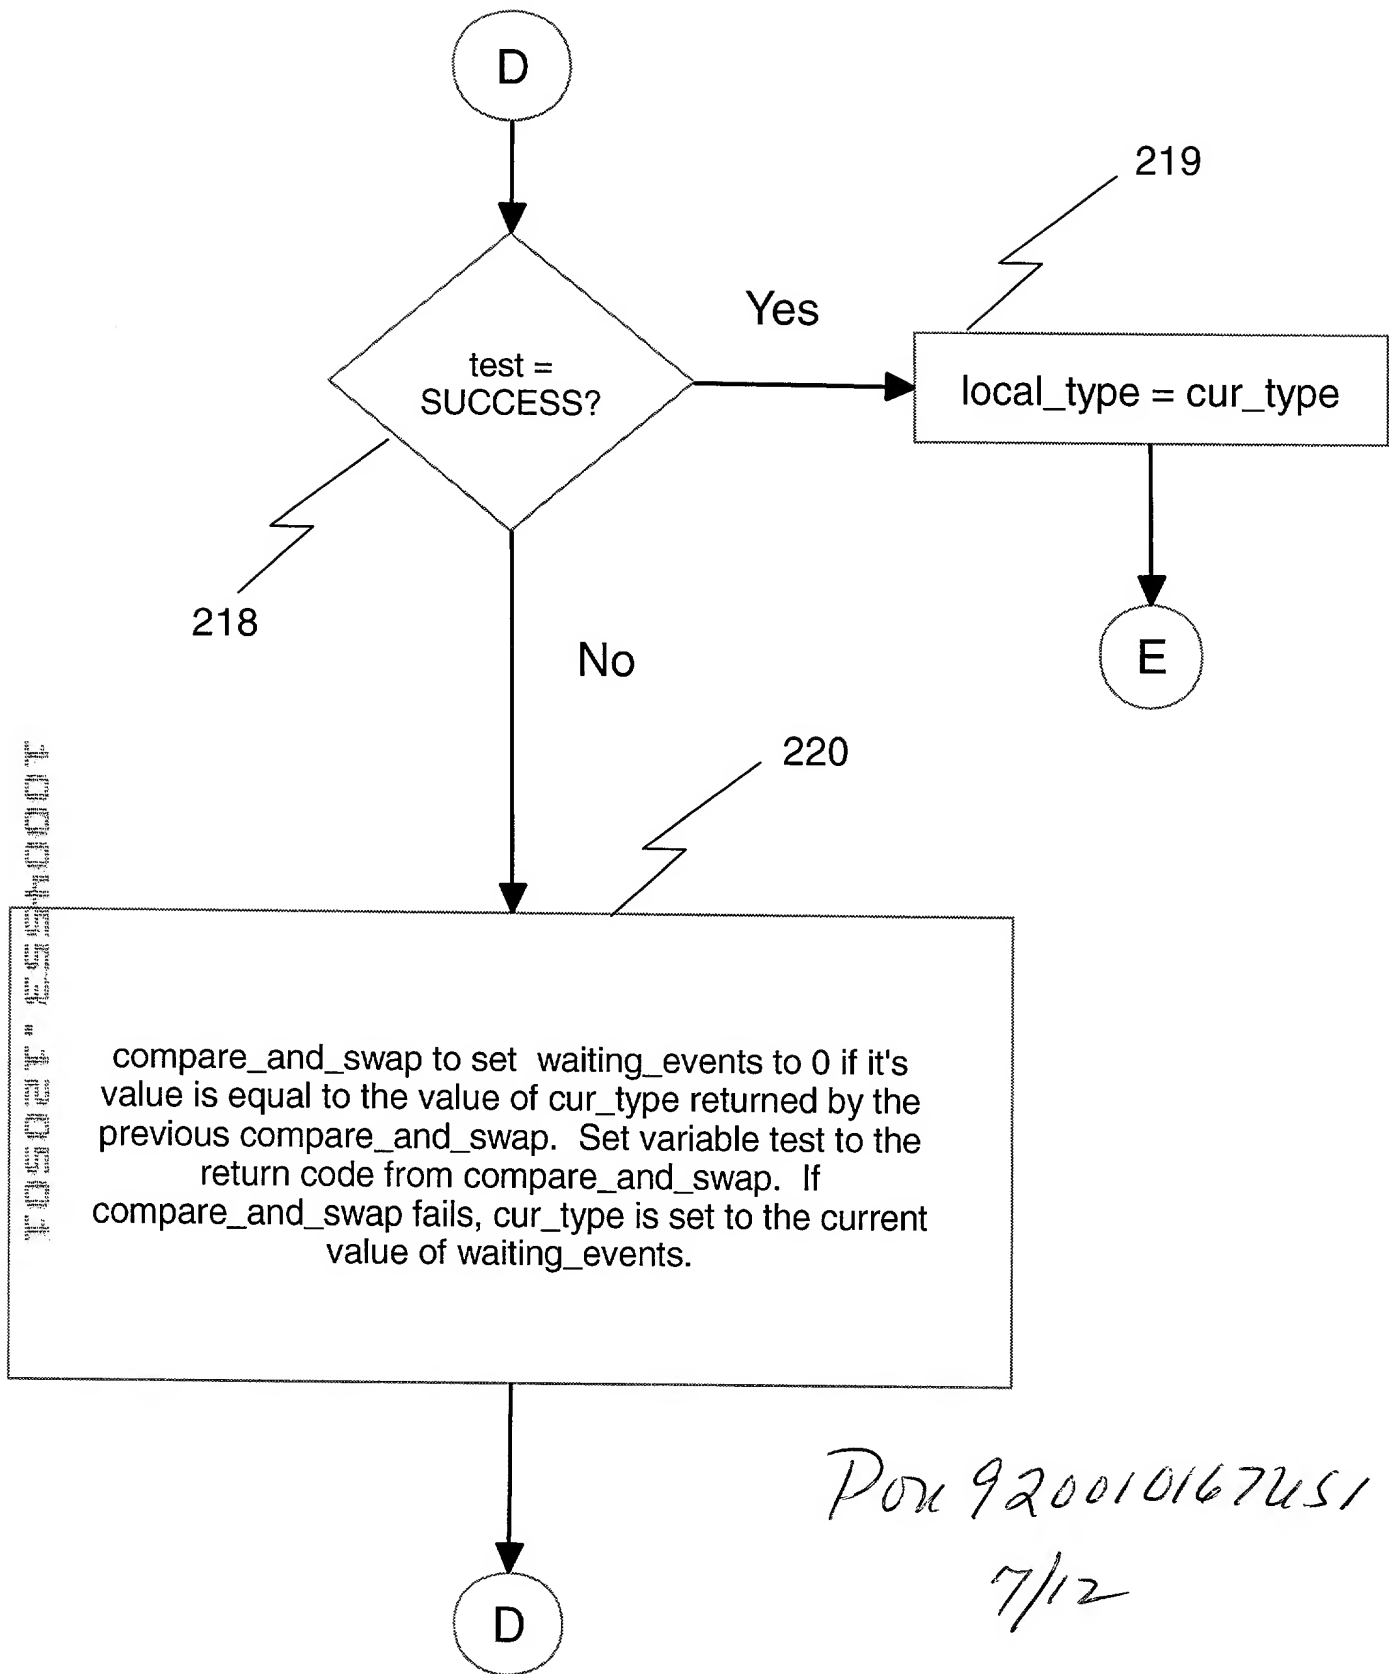 D
219
Yes
test =
SUCCESS?
local_type = cur_type
218
No
E
220
compare_and_swap to set waiting_events to 0 if it's
value is equal to the value of cur_type returned by the
previous compare_and_swap. Set variable test to the
return code from compare_and_swap. If
compare_and_swap fails, cur_type is set to the current
value of waiting_events.
D
920010167US1
7/12